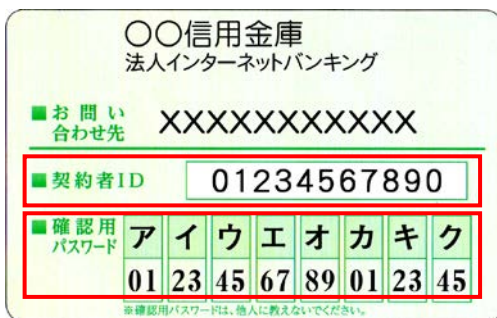 〇〇信用金庫
法人インターネットバンキング
■お問い合わせ先 XXXXXXXXXXX
■契約者ID 01234567890
■確認用パスワード ア イ ウ エ オ カ キ ク
01 23 45 67 89 01 23 45
※確認用パスワードは、他人に教えないでください。